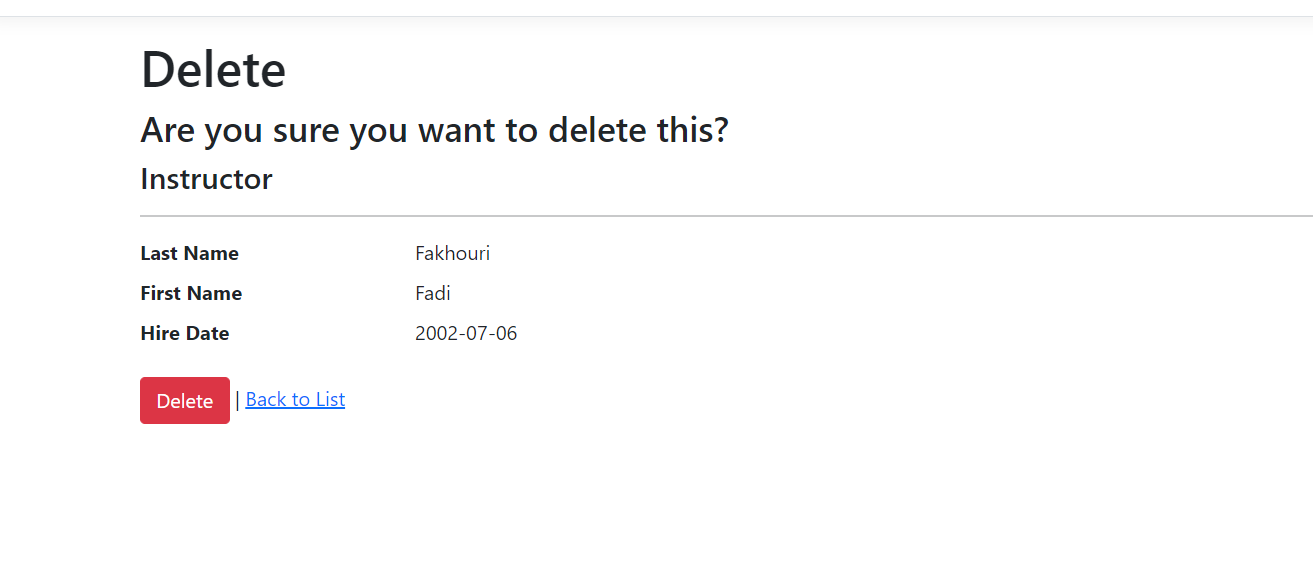 Delete
Are you sure you want to delete this?
Instructor
Last Name Fakhouri
First Name Fadi
Hire Date 2002-07-06
Delete | Back to List